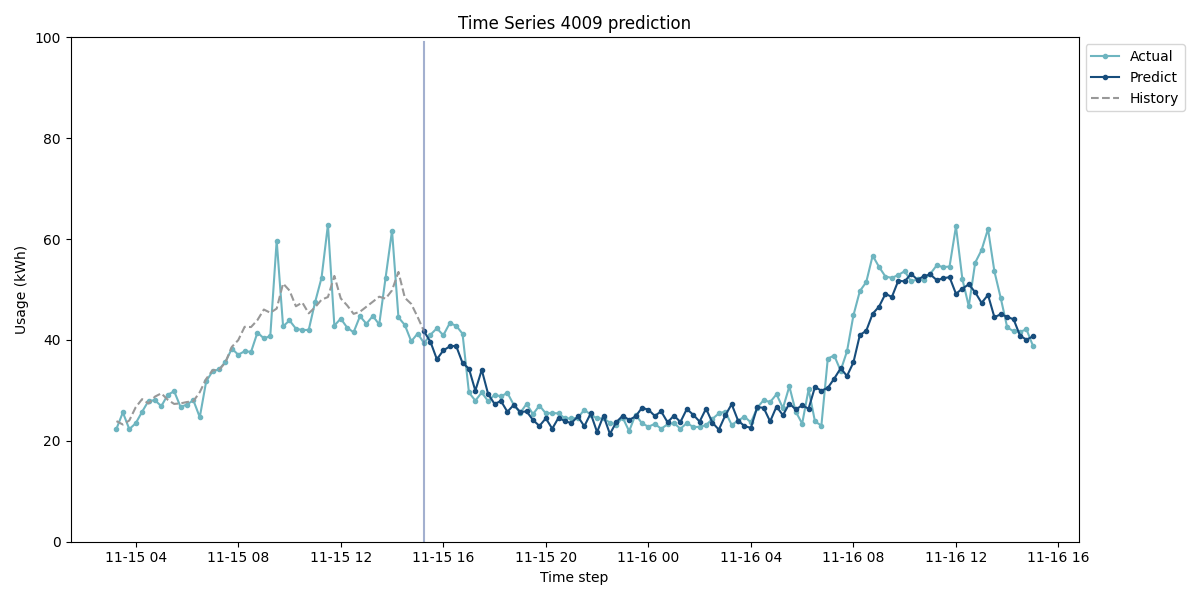 Time Series 4009 prediction
100
80
60
40
20
0
Usage (kWh)
11-15 04
11-15 08
11-15 12
11-15 16
11-15 20
11-16 00
11-16 04
11-16 08
11-16 12
11-16 16
Time step
Actual
Predict
History